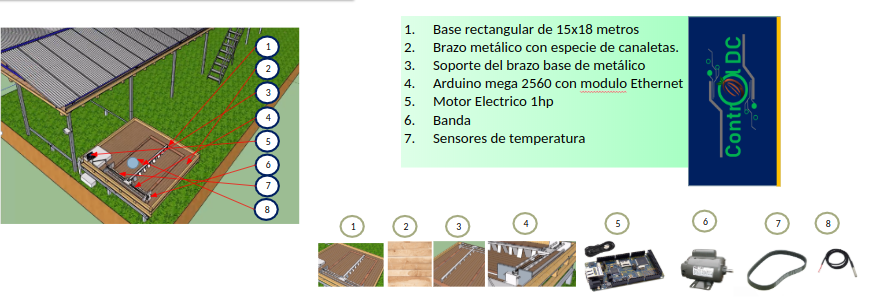 1
2
3
4
5
6
7
8
1. Base rectangular de 15x18 metros
2. Brazo metálico con especie de canaletas.
3. Soporte del brazo base de metálico
4. Arduino mega 2560 con modulo Ethernet
5. Motor Electrico 1hp
6. Banda
7. Sensores de temperatura
Control DC
1 2 3 4 5 6 7 8